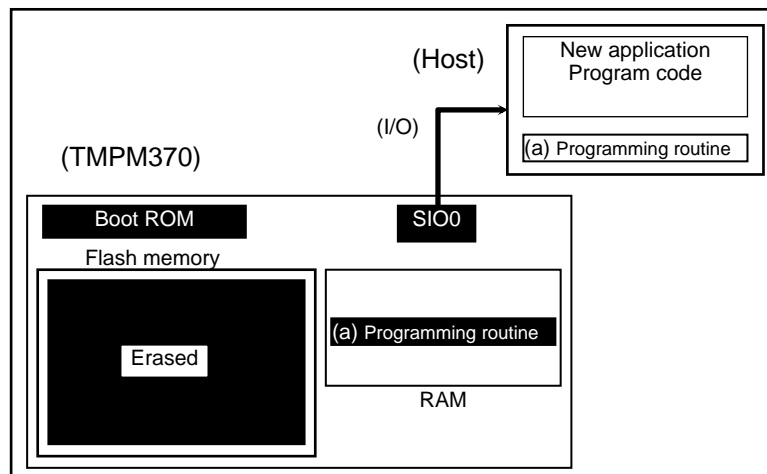 (Host)
New application
Program code
(a) Programming routine
(I/O)
(TMPM370)
Boot ROM
SIO0
Flash memory
Erased
(a) Programming routine
RAM